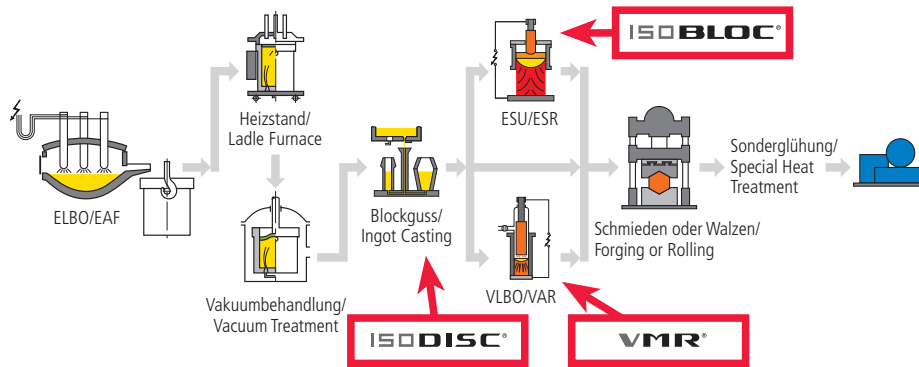 ISOBLOC®
Heizstand/
Ladle Furnace
ESU/ESR
ELBO/EAF
Blockguss/
Ingot Casting
Sonderglühung/
Special Heat
Treatment
Schmieden oder Walzen/
Forging or Rolling
Vakuumbehandlung/
Vacuum Treatment
VLBO/VAR
ISODISC®
VMR®